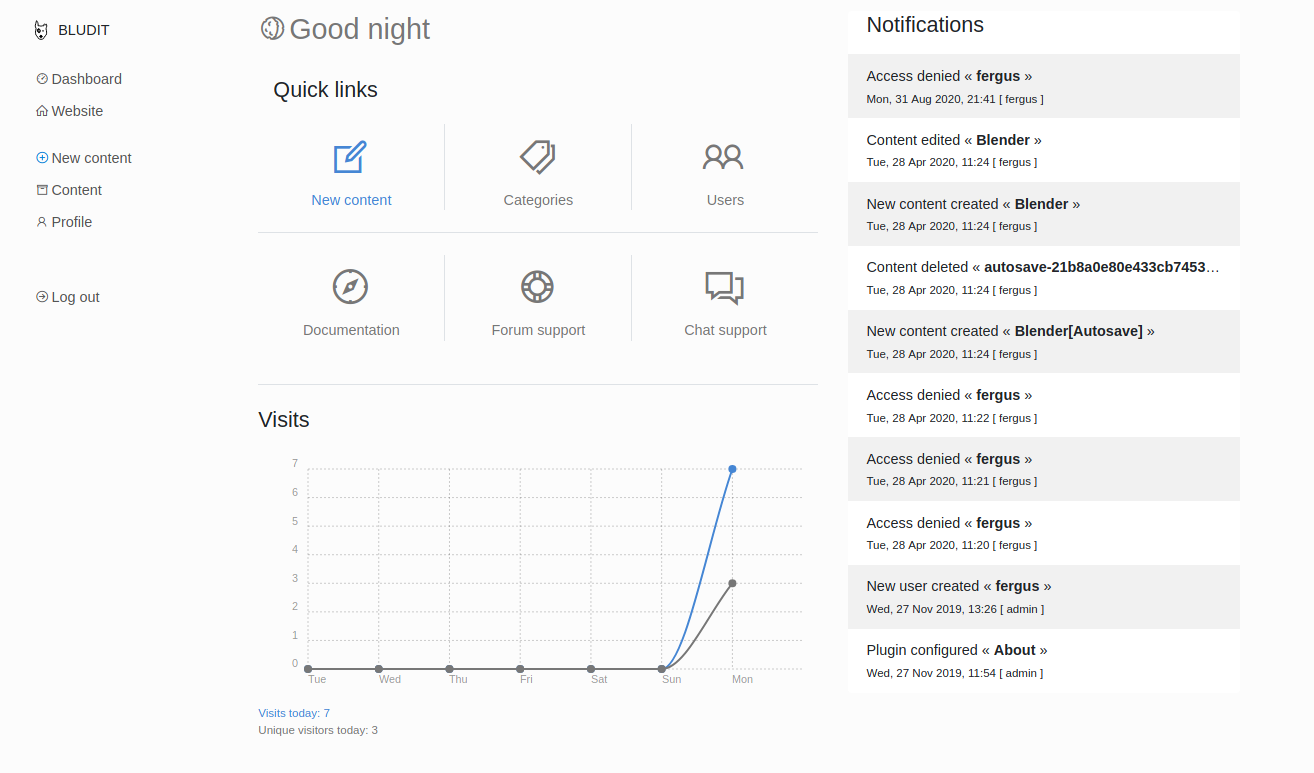 BLUDIT
Dashboard
Website
New content
Content
Profile
Log out
Good night
Quick links
New content
Categories
Users
Documentation
Forum support
Chat support
Visits
7
6
5
4
3
2
1
0
Tue Wed Thu Fri Sat Sun Mon
Visits today: 7
Unique visitors today: 3
Notifications
Access denied « fergus »
Mon, 31 Aug 2020, 21:41 [ fergus ]
Content edited « Blender »
Tue, 28 Apr 2020, 11:24 [ fergus ]
New content created « Blender »
Tue, 28 Apr 2020, 11:24 [ fergus ]
Content deleted « autosave-21b8a0e80e433cb7453…
Tue, 28 Apr 2020, 11:24 [ fergus ]
New content created « Blender[Autosave] »
Tue, 28 Apr 2020, 11:24 [ fergus ]
Access denied « fergus »
Tue, 28 Apr 2020, 11:22 [ fergus ]
Access denied « fergus »
Tue, 28 Apr 2020, 11:21 [ fergus ]
Access denied « fergus »
Tue, 28 Apr 2020, 11:20 [ fergus ]
New user created « fergus »
Wed, 27 Nov 2019, 13:26 [ admin ]
Plugin configured « About »
Wed, 27 Nov 2019, 11:54 [ admin ]